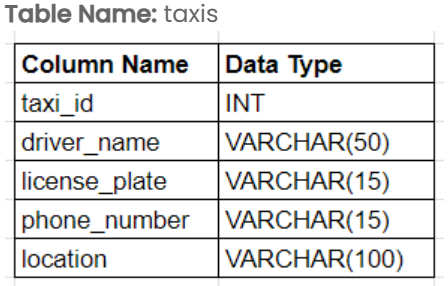 Table Name: taxis
Column Name Data Type
taxi_id INT
driver_name VARCHAR(50)
license_plate VARCHAR(15)
phone_number VARCHAR(15)
location VARCHAR(100)